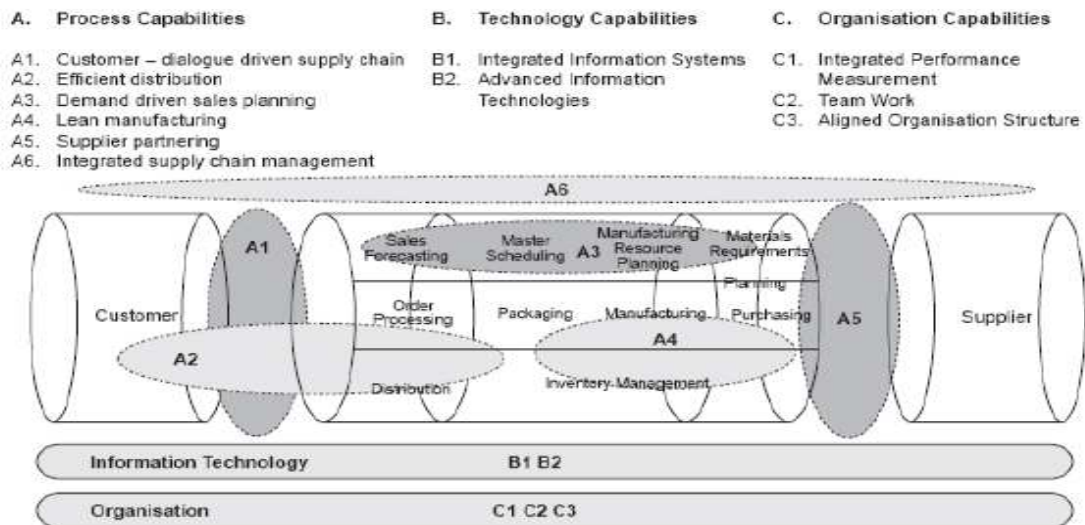 A. Process Capabilities
A1. Customer – dialogue driven supply chain
A2. Efficient distribution
A3. Demand driven sales planning
A4. Lean manufacturing
A5. Supplier partnering
A6. Integrated supply chain management
B. Technology Capabilities
B1. Integrated Information Systems
B2. Advanced Information
Technologies
C. Organisation Capabilities
C1. Integrated Performance
Measurement
C2. Team Work
C3. Aligned Organisation Structure
A6
A1
Sales
Forecasting
Master
Scheduling
A3
Manufacturing
Resource
Planning
Materials
Requirements
Planning
Customer
Order
Processing
Packaging
Manufacturing
Purchasing
A5
Supplier
A2
A4
Distribution
Inventory Management
Information Technology B1 B2
Organisation C1 C2 C3